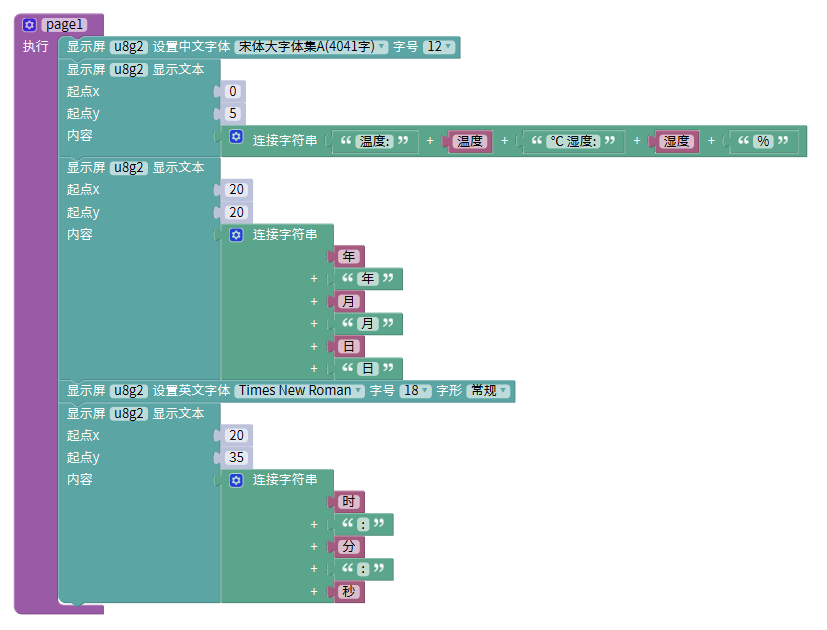 page1
执行 显示屏 u8g2 设置中文字体 宋体大字体集A(4041字) 字号 12
显示屏 u8g2 显示文本
起点x 0
起点y 5
内容 连接字符串 “ 温度: ” + 温度 + “ ℃ 湿度: ” + 湿度 + “ % ”
显示屏 u8g2 显示文本
起点x 20
起点y 20
内容 连接字符串
年
+ “ 年 ”
+ 月
+ “ 月 ”
+ 日
+ “ 日 ”
显示屏 u8g2 设置英文字体 Times New Roman 字号 18 字形 常规
显示屏 u8g2 显示文本
起点x 20
起点y 35
内容 连接字符串
时
+ “ : ”
+ 分
+ “ : ”
+ 秒